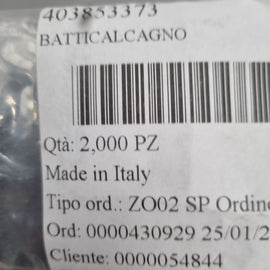 403853373
BATTICALCAGNO
Qtà: 2,000 PZ
Made in Italy
Tipo ord.: ZO02 SP Ordine
Ord: 0000430929 25/01/2
Cliente: 0000054844